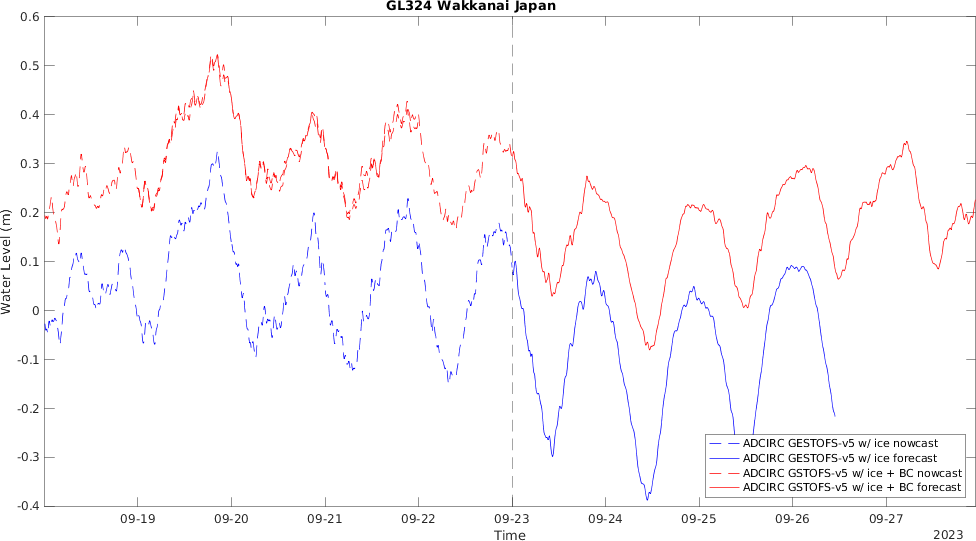 GL324 Wakkanai Japan
0.6
0.5
0.4
0.3
0.2
0.1
0
-0.1
-0.2
-0.3
-0.4
Water Level (m)
ADCIRC GESTOFS-v5 w/ ice nowcast
ADCIRC GESTOFS-v5 w/ ice forecast
ADCIRC GSTOFS-v5 w/ ice + BC nowcast
ADCIRC GSTOFS-v5 w/ ice + BC forecast
09-19 09-20 09-21 09-22 09-23 09-24 09-25 09-26 09-27
Time
2023